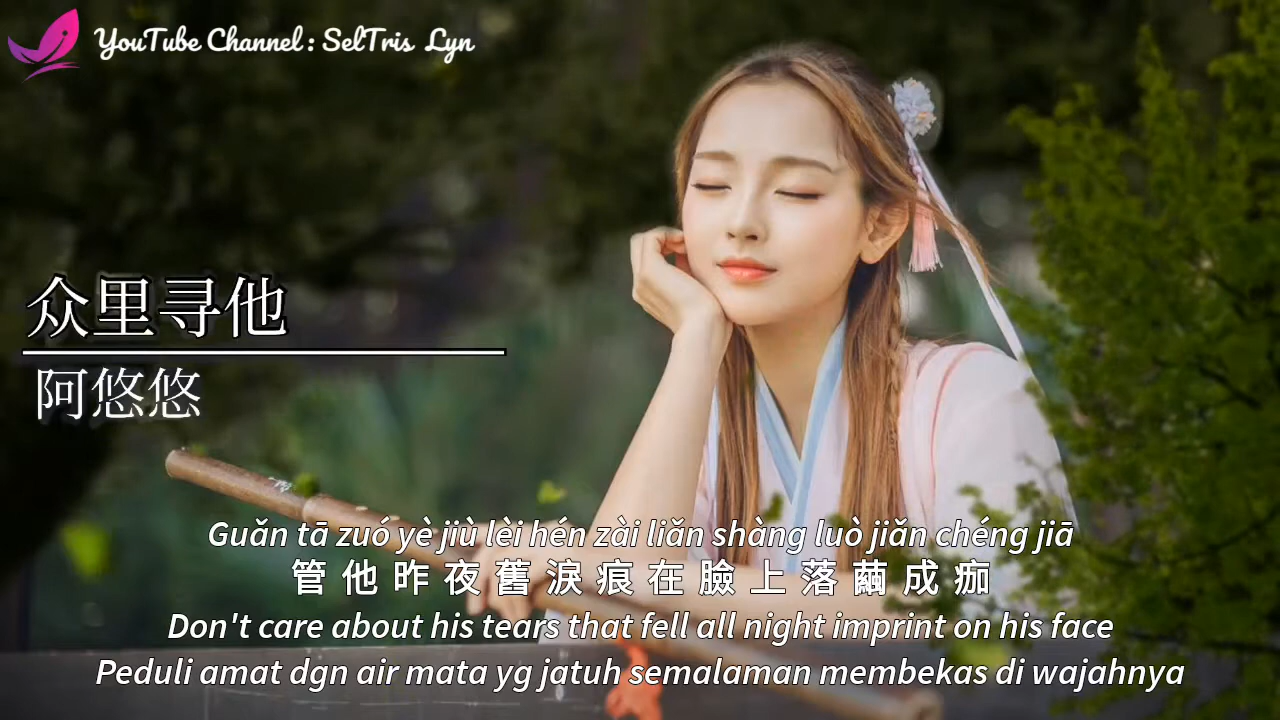 YouTube Channel : SelTris Lyn
众里寻他
阿悠悠
Guǎn tā zuó yè jiù lèi hén zài liǎn shàng luò jiǎn chéng jiā
管他昨夜舊淚痕在臉上落繭成痂
Don't care about his tears that fell all night imprint on his face
Peduli amat dgn air mata yg jatuh semalaman membekas di wajahnya